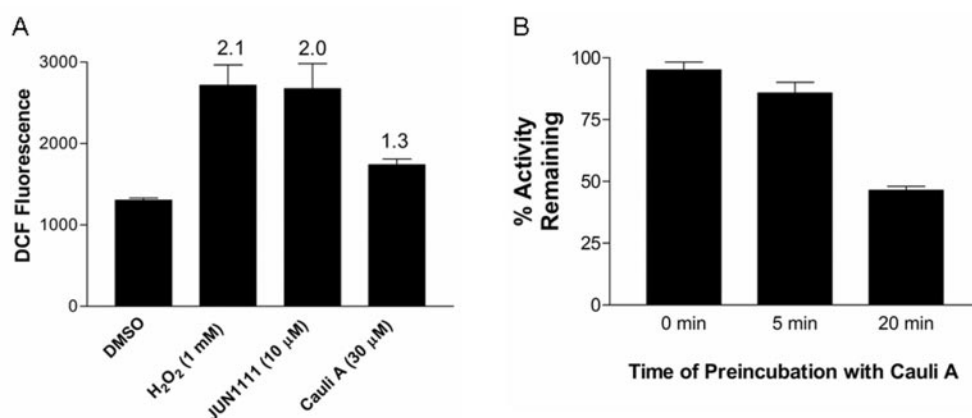 A
DCF Fluorescence
3000
2000
1000
0
2.1
2.0
1.3
DMSO
H₂O₂ (1 mM)
JUN1111 (10 μM)
Cauli A (30 μM)
B
% Activity
Remaining
100
75
50
25
0
0 min
5 min
20 min
Time of Preincubation with Cauli A